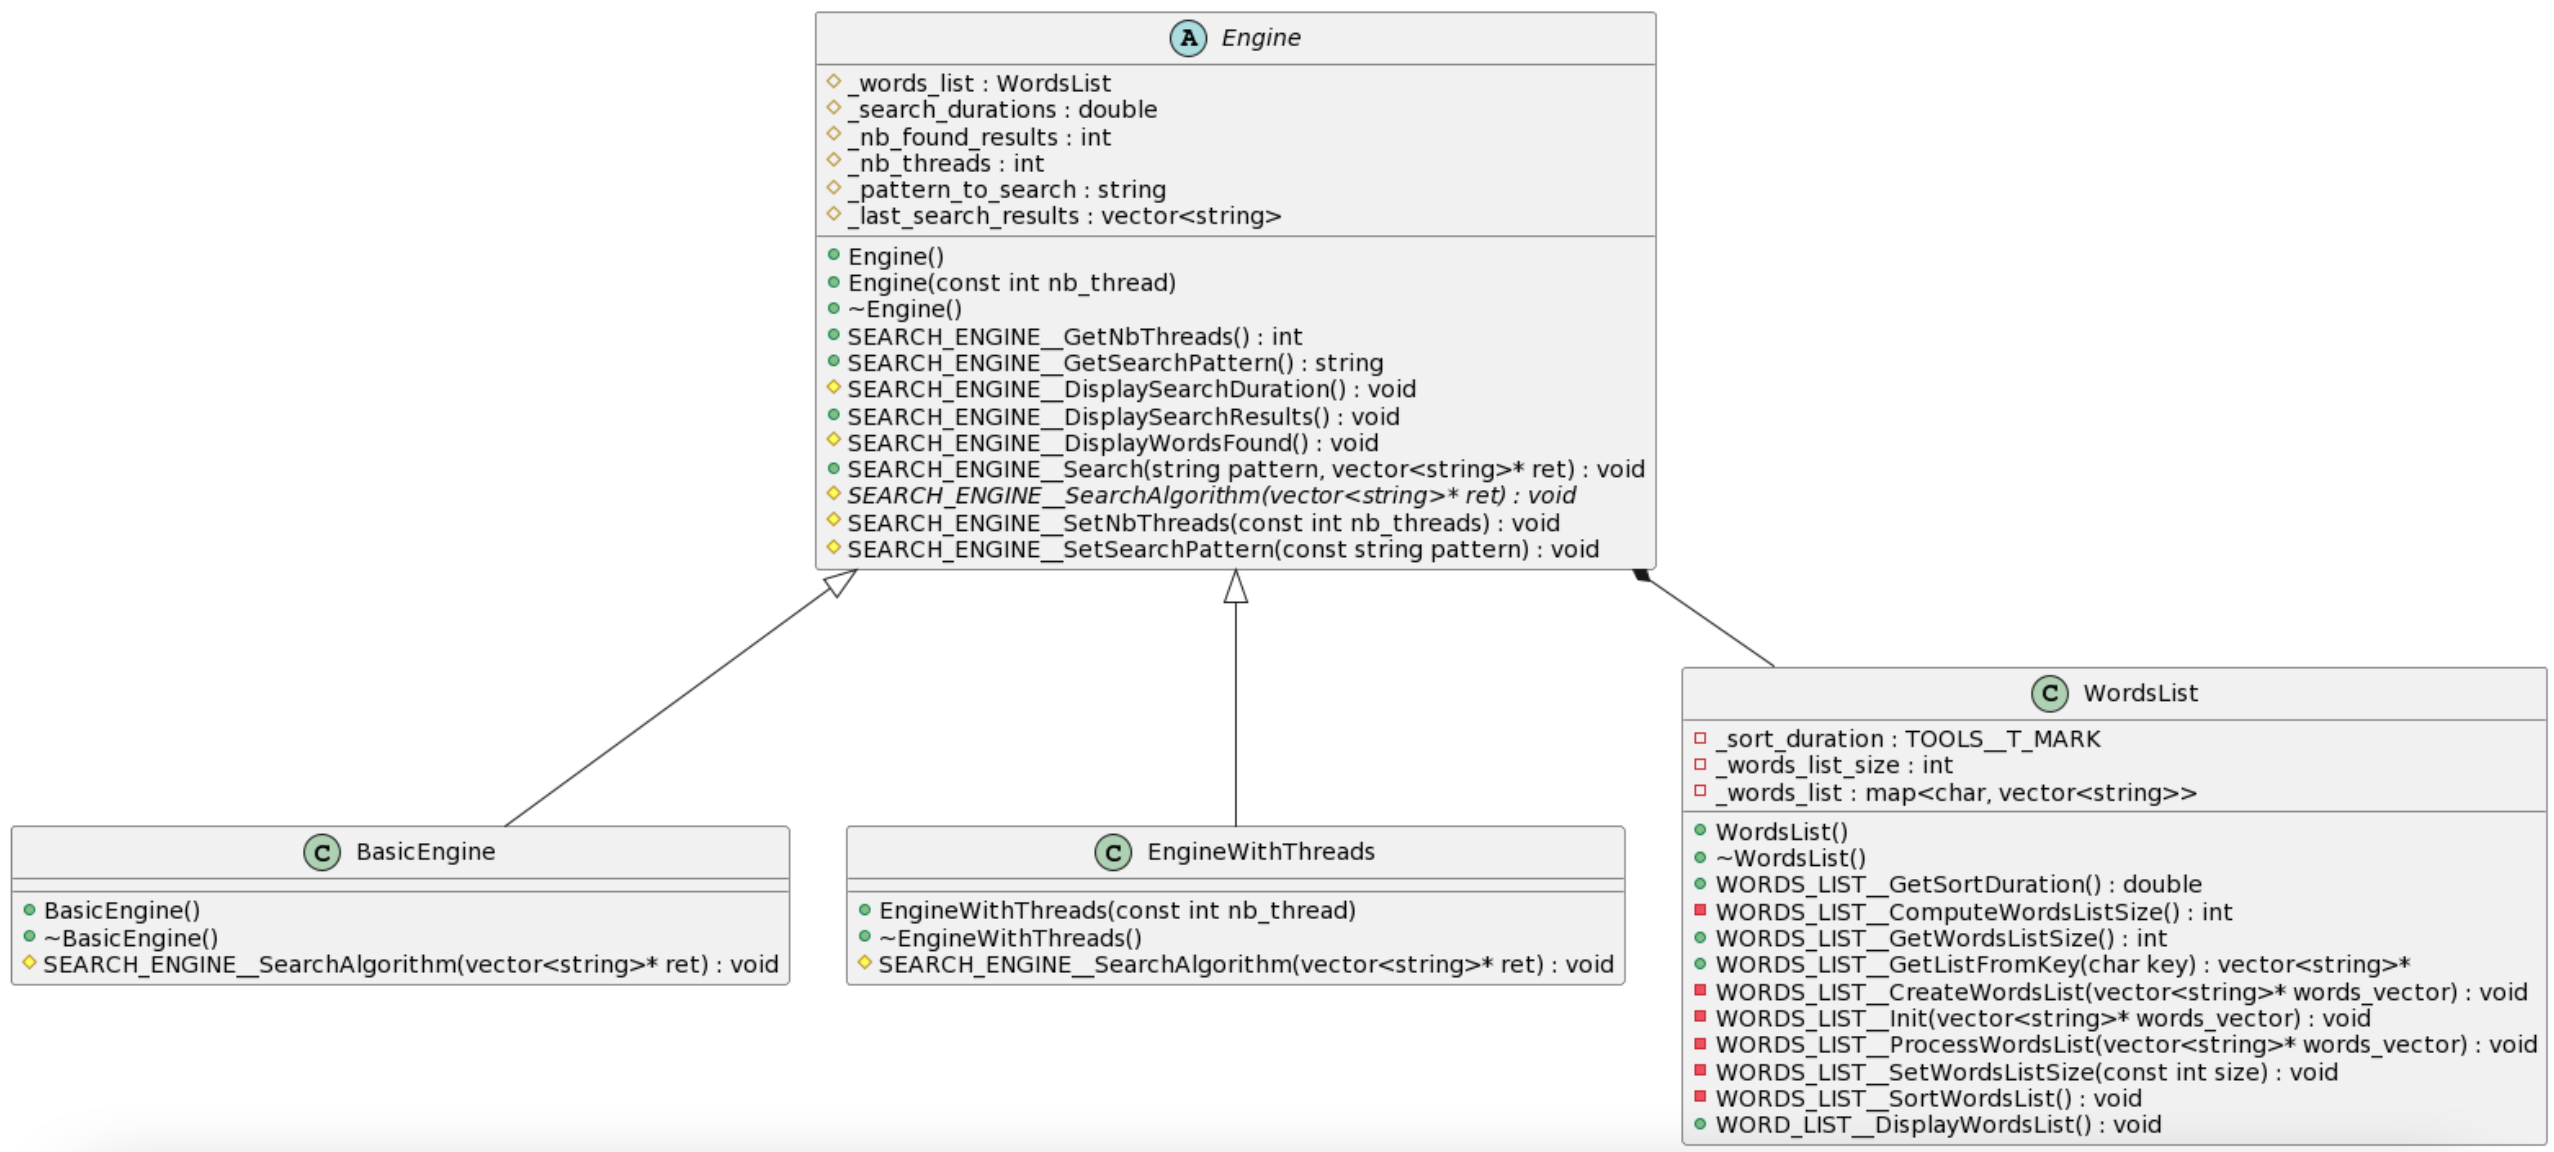 A Engine
_words_list : WordsList
_search_durations : double
_nb_found_results : int
_nb_threads : int
_pattern_to_search : string
_last_search_results : vector<string>
Engine()
Engine(const int nb_thread)
~Engine()
SEARCH_ENGINE__GetNbThreads() : int
SEARCH_ENGINE__GetSearchPattern() : string
SEARCH_ENGINE__DisplaySearchDuration() : void
SEARCH_ENGINE__DisplaySearchResults() : void
SEARCH_ENGINE__DisplayWordsFound() : void
SEARCH_ENGINE__Search(string pattern, vector<string>* ret) : void
SEARCH_ENGINE__SearchAlgorithm(vector<string>* ret) : void
SEARCH_ENGINE__SetNbThreads(const int nb_threads) : void
SEARCH_ENGINE__SetSearchPattern(const string pattern) : void
C BasicEngine
BasicEngine()
~BasicEngine()
SEARCH_ENGINE__SearchAlgorithm(vector<string>* ret) : void
C EngineWithThreads
EngineWithThreads(const int nb_thread)
~EngineWithThreads()
SEARCH_ENGINE__SearchAlgorithm(vector<string>* ret) : void
C WordsList
_sort_duration : TOOLS__T_MARK
_words_list_size : int
_words_list : map<char, vector<string>>
WordsList()
~WordsList()
WORDS_LIST__GetSortDuration() : double
WORDS_LIST__ComputeWordsListSize() : int
WORDS_LIST__GetWordsListSize() : int
WORDS_LIST__GetListFromKey(char key) : vector<string>*
WORDS_LIST__CreateWordsList(vector<string>* words_vector) : void
WORDS_LIST__Init(vector<string>* words_vector) : void
WORDS_LIST__ProcessWordsList(vector<string>* words_vector) : void
WORDS_LIST__SetWordsListSize(const int size) : void
WORDS_LIST__SortWordsList() : void
WORD_LIST__DisplayWordsList() : void